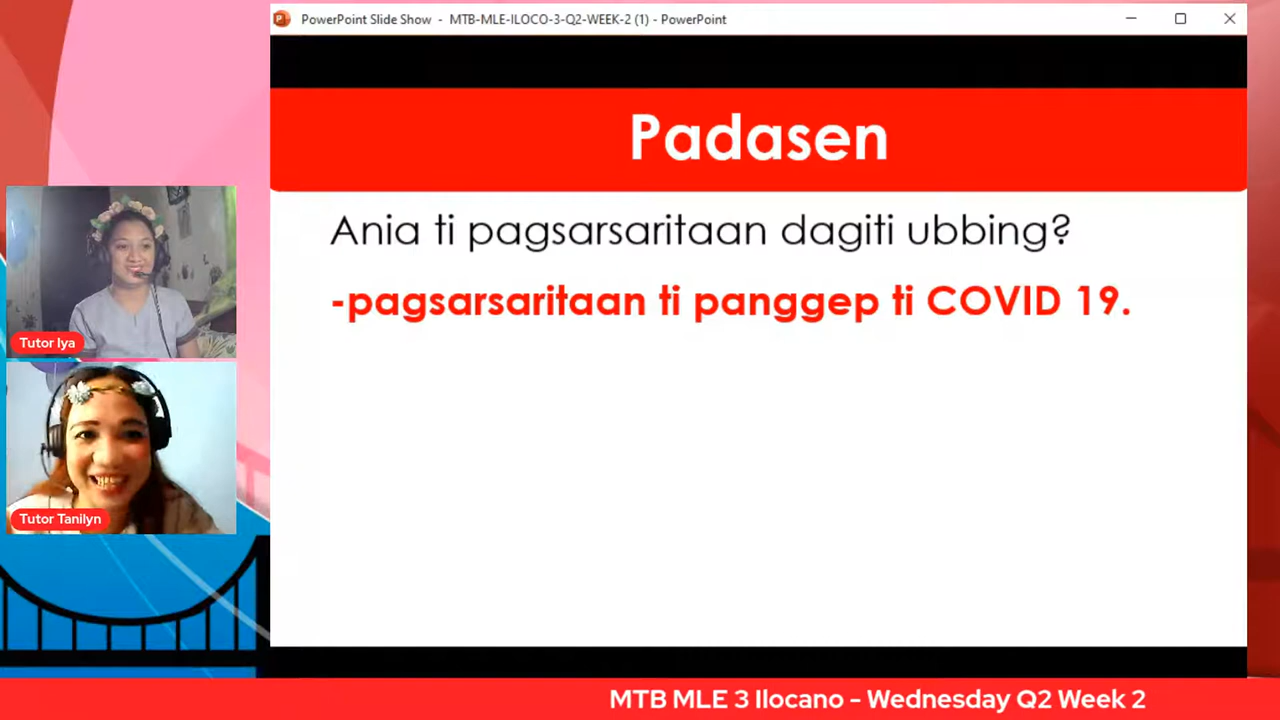 PowerPoint Slide Show - MTB-MLE-ILOCO-3-Q2-WEEK-2 (1) - PowerPoint
Padasen
Ania ti pagsarsaritaan dagiti ubbing?
-pagsarsaritaan ti panggep ti COVID 19.
Tutor Iya
Tutor Tanilyn
MTB MLE 3 Ilocano - Wednesday Q2 Week 2